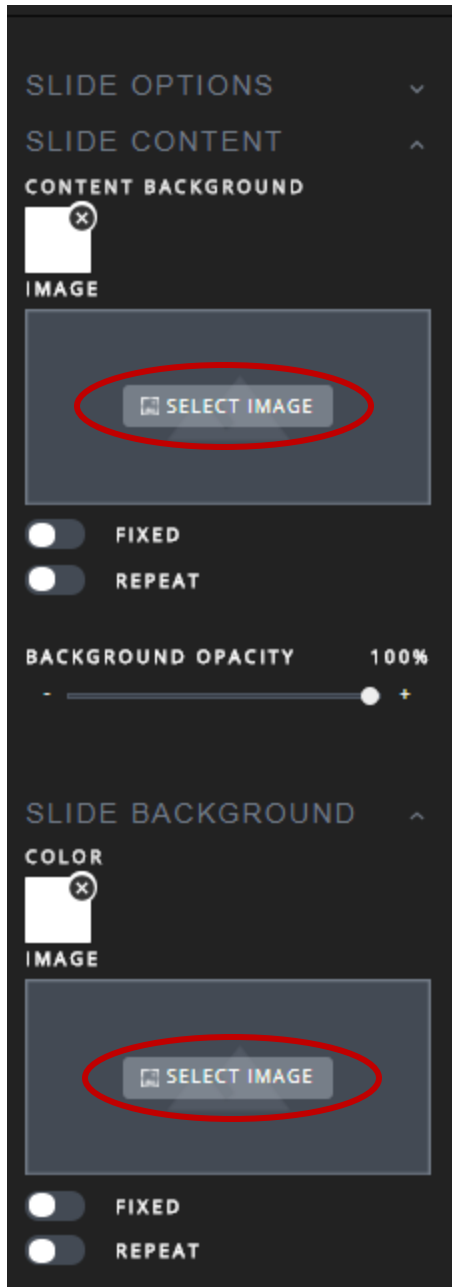 SLIDE OPTIONS
SLIDE CONTENT
CONTENT BACKGROUND
IMAGE
SELECT IMAGE
FIXED
REPEAT
BACKGROUND OPACITY 100%
- +
SLIDE BACKGROUND
COLOR
IMAGE
SELECT IMAGE
FIXED
REPEAT